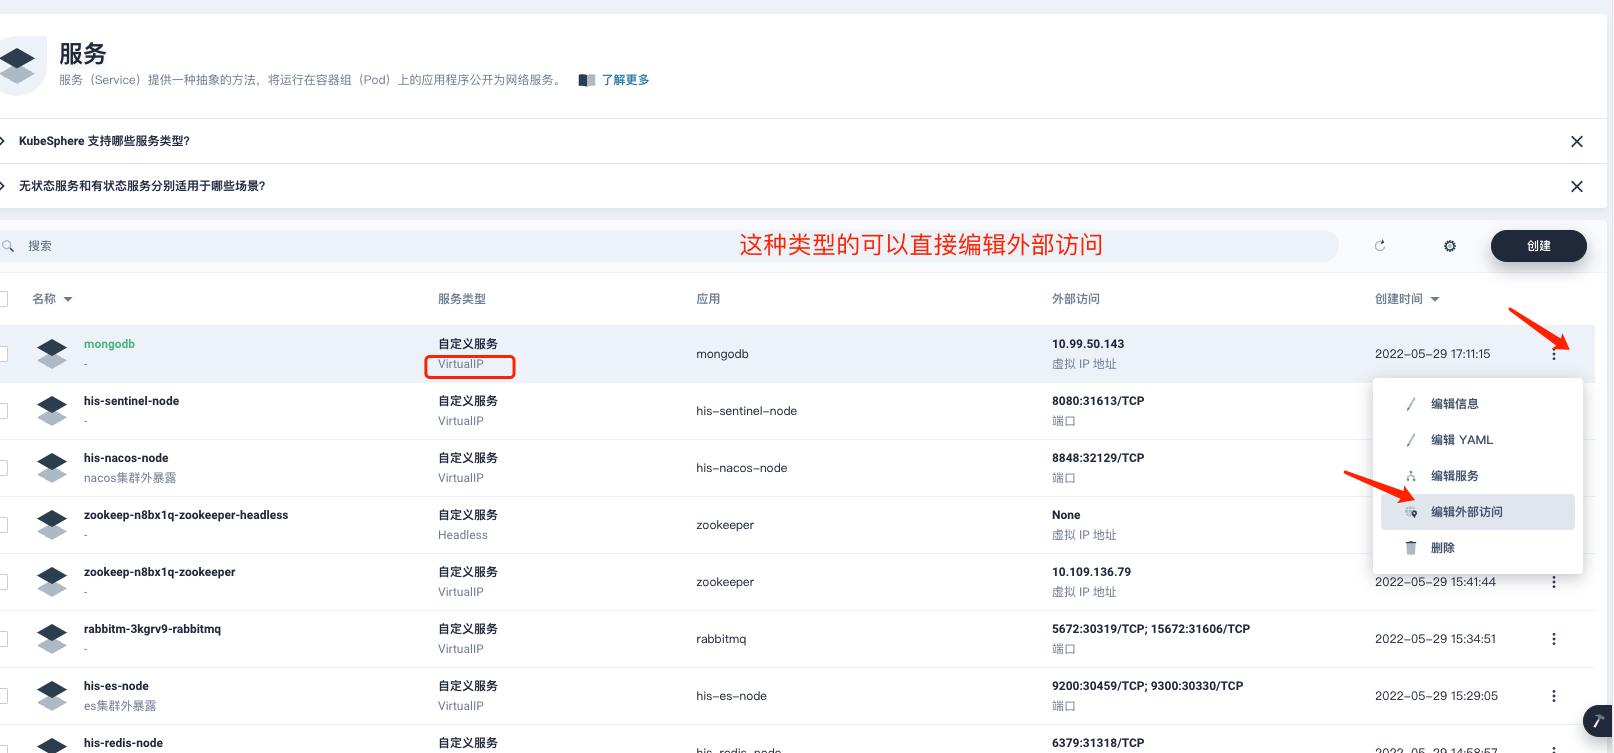 服务
服务（Service）提供一种抽象的方法，将运行在容器组（Pod）上的应用程序公开为网络服务。 了解更多
KubeSphere 支持哪些服务类型？
无状态服务和有状态服务分别适用于哪些场景？
搜索
这种类型的可以直接编辑外部访问
创建
名称 服务类型 应用 外部访问 创建时间
mongodb 自定义服务 mongodb 10.99.50.143 2022-05-29 17:11:15
- VirtualIP 虚拟 IP 地址
编辑信息
编辑 YAML
编辑服务
编辑外部访问
删除
his-sentinel-node 自定义服务 his-sentinel-node 8080:31613/TCP
- VirtualIP 端口
his-nacos-node 自定义服务 his-nacos-node 8848:32129/TCP
nacos集群外暴露 VirtualIP 端口
zookeep-n8bx1q-zookeeper-headless 自定义服务 zookeeper None
- Headless 虚拟 IP 地址
zookeep-n8bx1q-zookeeper 自定义服务 zookeeper 10.109.136.79 2022-05-29 15:41:44
- VirtualIP 虚拟 IP 地址
rabbitm-3kgrv9-rabbitmq 自定义服务 rabbitmq 5672:30319/TCP; 15672:31606/TCP 2022-05-29 15:34:51
- VirtualIP 端口
his-es-node 自定义服务 his-es-node 9200:30459/TCP; 9300:30330/TCP 2022-05-29 15:29:05
es集群外暴露 VirtualIP 端口
his-redis-node 自定义服务 his-redis-node 6379:31318/TCP 2022-05-29 14:58:57